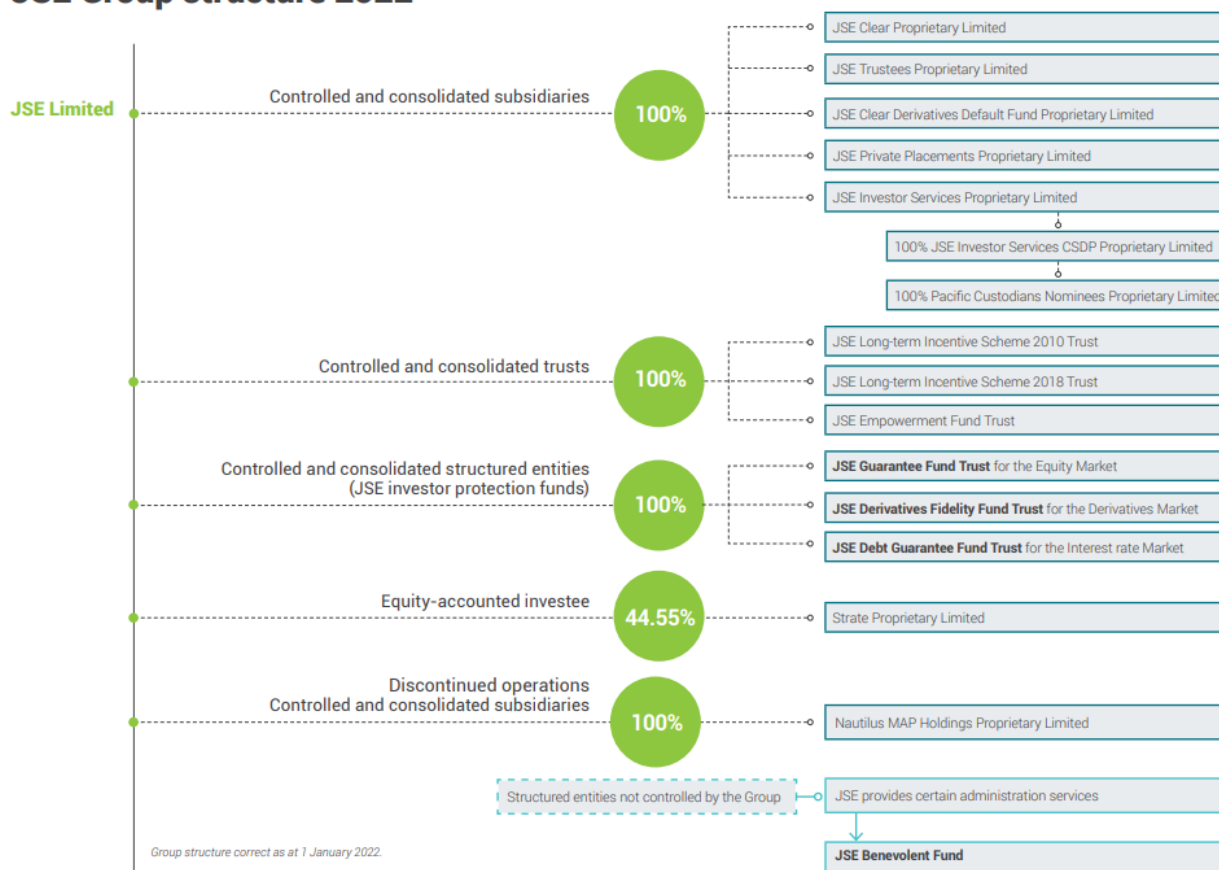 JSE Group structure 2022
JSE Limited
Controlled and consolidated subsidiaries
100%
JSE Clear Proprietary Limited
JSE Trustees Proprietary Limited
JSE Clear Derivatives Default Fund Proprietary Limited
JSE Private Placements Proprietary Limited
JSE Investor Services Proprietary Limited
100% JSE Investor Services CSDP Proprietary Limited
100% Pacific Custodians Nominees Proprietary Limited
Controlled and consolidated trusts
100%
JSE Long-term Incentive Scheme 2010 Trust
JSE Long-term Incentive Scheme 2018 Trust
JSE Empowerment Fund Trust
Controlled and consolidated structured entities
(JSE investor protection funds)
100%
JSE Guarantee Fund Trust for the Equity Market
JSE Derivatives Fidelity Fund Trust for the Derivatives Market
JSE Debt Guarantee Fund Trust for the Interest rate Market
Equity-accounted investee
44.55%
Strate Proprietary Limited
Discontinued operations
Controlled and consolidated subsidiaries
100%
Nautilus MAP Holdings Proprietary Limited
Structured entities not controlled by the Group
JSE provides certain administration services
JSE Benevolent Fund
Group structure correct as at 1 January 2022.